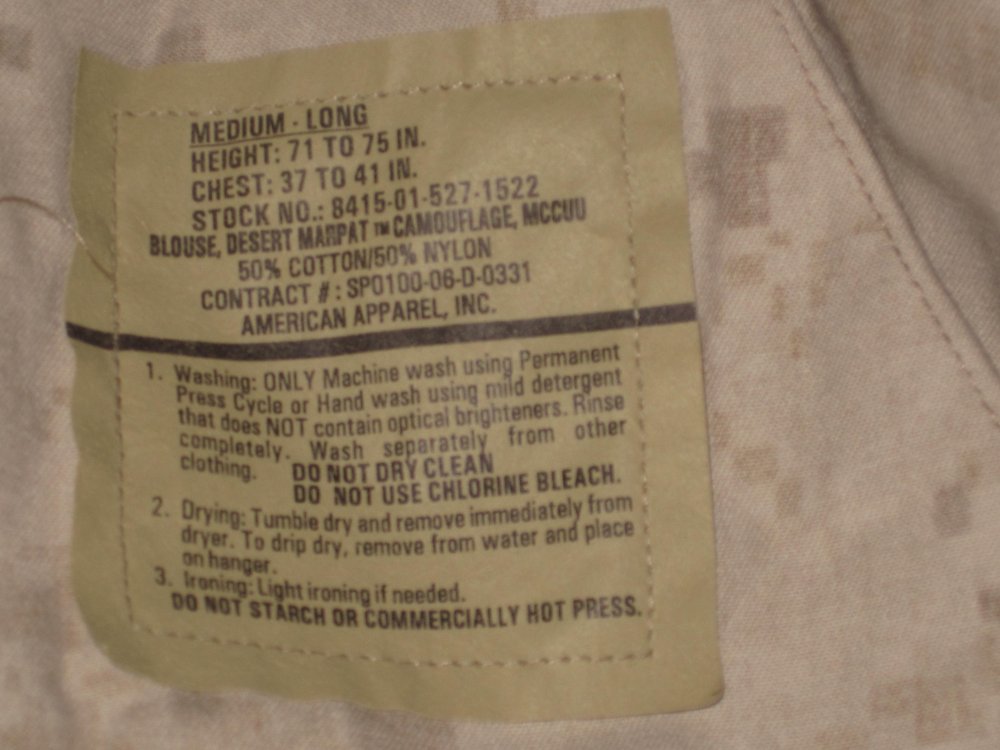 MEDIUM - LONG
HEIGHT: 71 TO 75 IN.
CHEST: 37 TO 41 IN.
STOCK NO.: 8415-01-527-1522
BLOUSE, DESERT MARPAT™ CAMOUFLAGE, MCCUU
50% COTTON/50% NYLON
CONTRACT #: SPO100-06-D-0331
AMERICAN APPAREL, INC.
1. Washing: ONLY Machine wash using Permanent
Press Cycle or Hand wash using mild detergent
that does NOT contain optical brighteners. Rinse
completely. Wash separately from other
clothing. DO NOT DRY CLEAN
DO NOT USE CHLORINE BLEACH.
2. Drying: Tumble dry and remove immediately from
dryer. To drip dry, remove from water and place
on hanger.
3. Ironing: Light ironing if needed.
DO NOT STARCH OR COMMERCIALLY HOT PRESS.